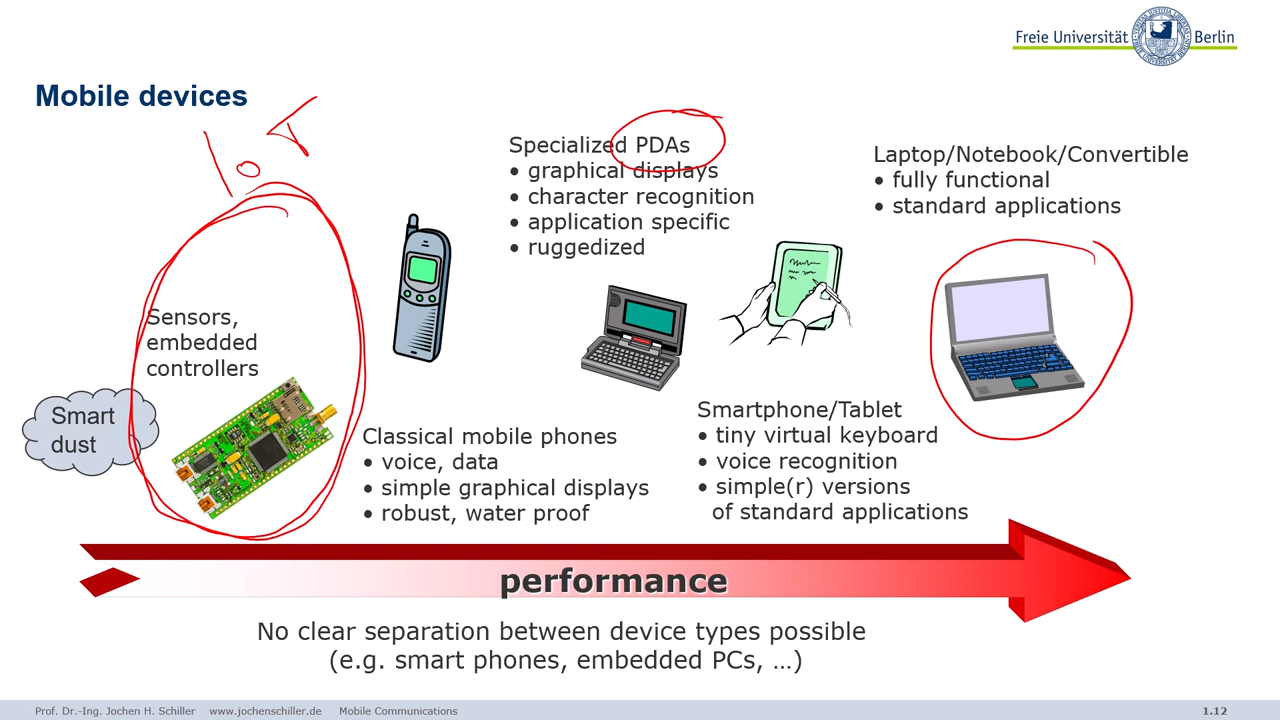 Freie Universität Berlin
Mobile devices
IoT
Specialized PDAs
• graphical displays
• character recognition
• application specific
• ruggedized
Laptop/Notebook/Convertible
• fully functional
• standard applications
Sensors,
embedded
controllers
Smart
dust
Classical mobile phones
• voice, data
• simple graphical displays
• robust, water proof
Smartphone/Tablet
• tiny virtual keyboard
• voice recognition
• simple(r) versions
of standard applications
performance
No clear separation between device types possible
(e.g. smart phones, embedded PCs, …)
Prof. Dr.-Ing. Jochen H. Schiller www.jochenschiller.de Mobile Communications 1.12